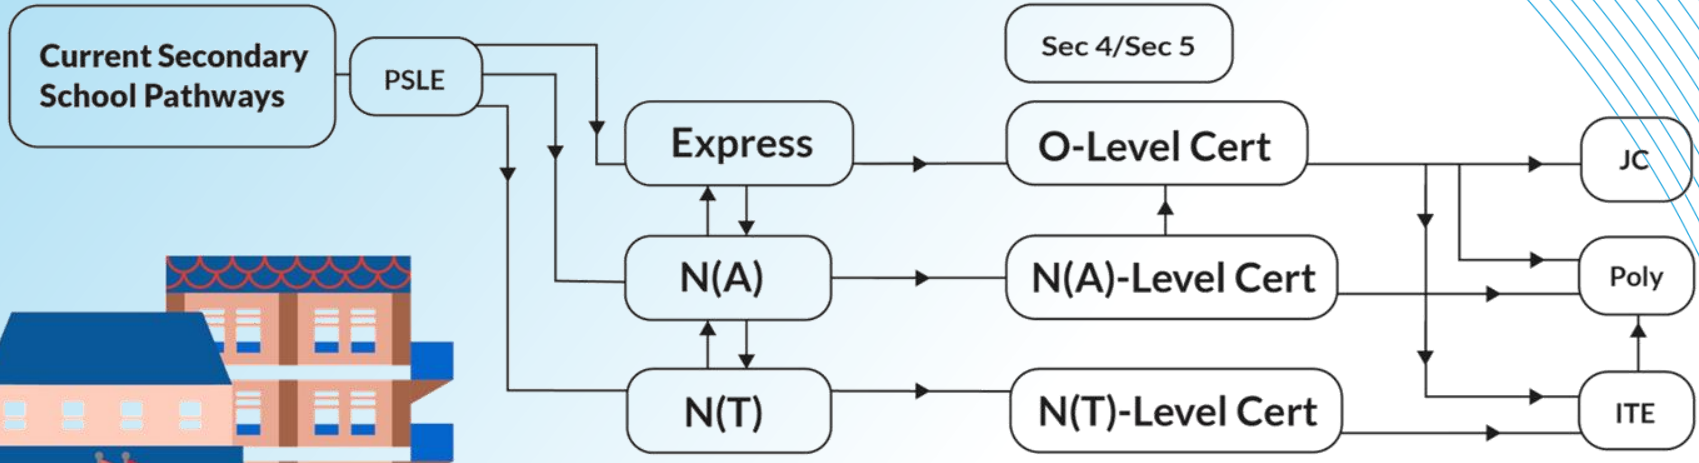 Current Secondary
School Pathways
PSLE
Sec 4/Sec 5
Express
O-Level Cert
JC
N(A)
N(A)-Level Cert
Poly
N(T)
N(T)-Level Cert
ITE